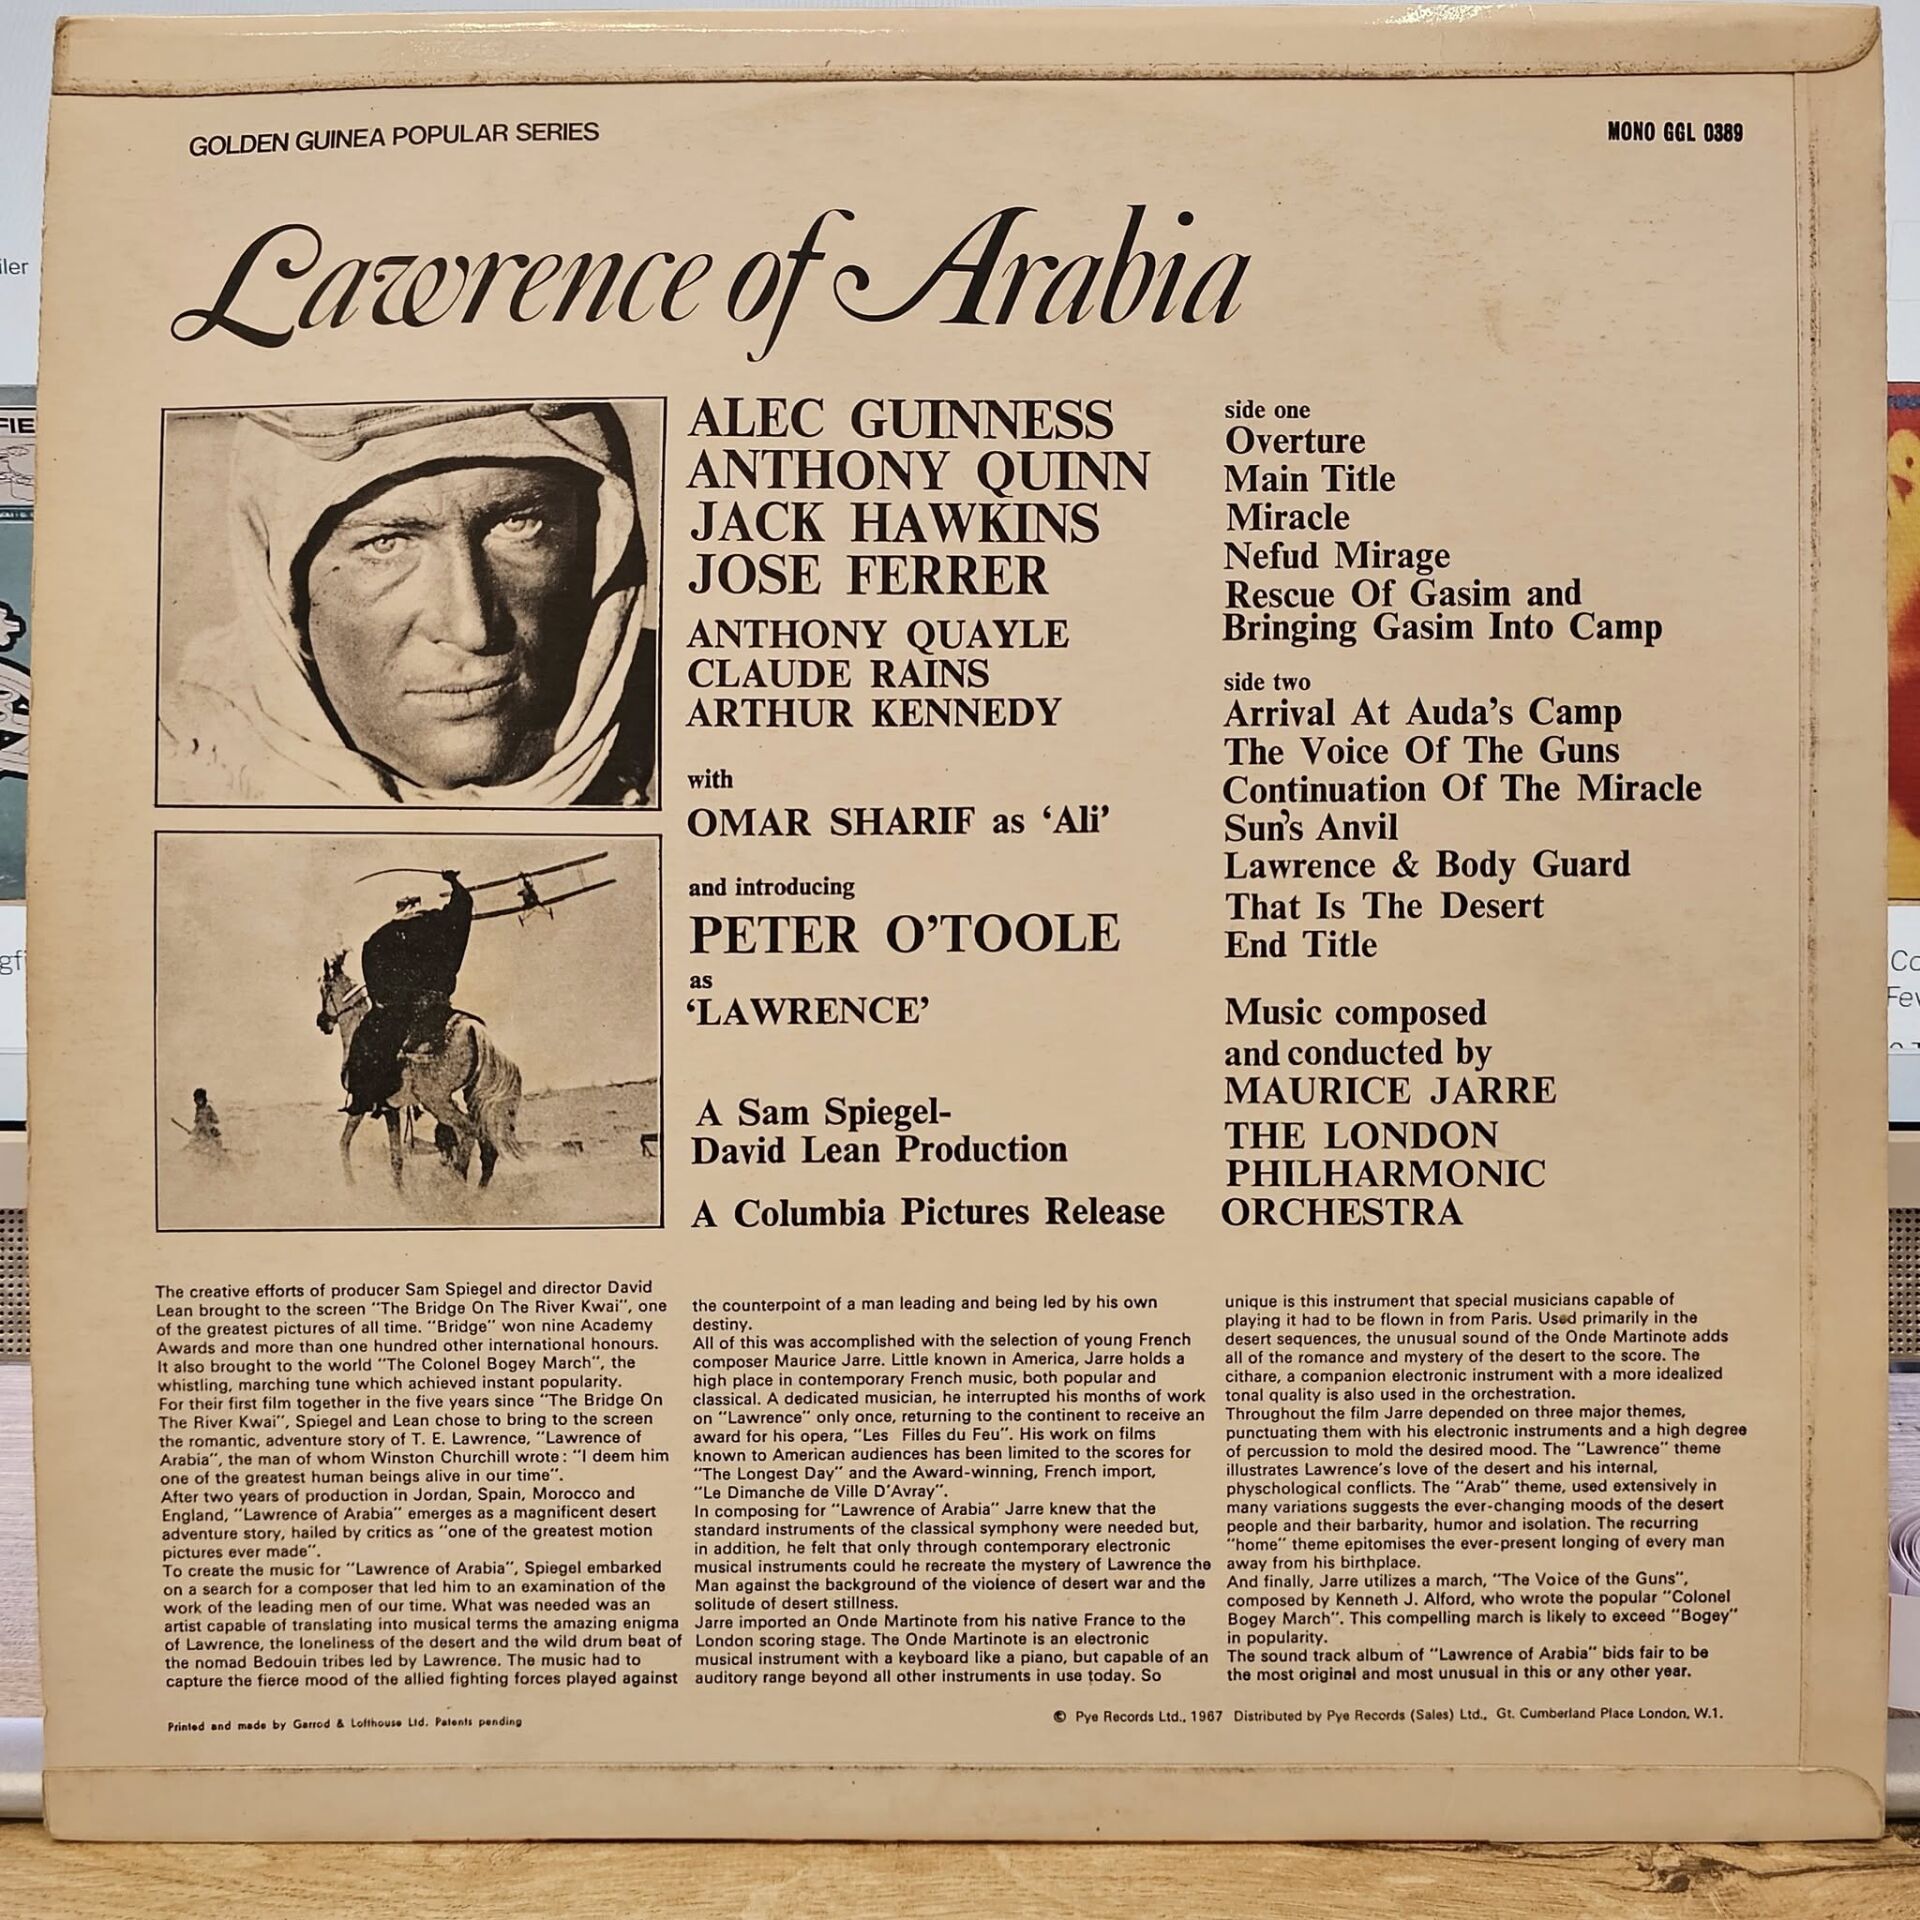 GOLDEN GUINEA POPULAR SERIES
MONO GGL 0389
Lawrence of Arabia
ALEC GUINNESS
ANTHONY QUINN
JACK HAWKINS
JOSE FERRER
ANTHONY QUAYLE
CLAUDE RAINS
ARTHUR KENNEDY
with
OMAR SHARIF as ‘Ali’
and introducing
PETER O’TOOLE
as
‘LAWRENCE’
A Sam Spiegel-
David Lean Production
A Columbia Pictures Release
side one
Overture
Main Title
Miracle
Nefud Mirage
Rescue Of Gasim and
Bringing Gasim Into Camp
side two
Arrival At Auda’s Camp
The Voice Of The Guns
Continuation Of The Miracle
Sun’s Anvil
Lawrence & Body Guard
That Is The Desert
End Title
Music composed
and conducted by
MAURICE JARRE
THE LONDON
PHILHARMONIC
ORCHESTRA
The creative efforts of producer Sam Spiegel and director David
Lean brought to the screen "The Bridge On The River Kwai", one
of the greatest pictures of all time. "Bridge" won nine Academy
Awards and more than one hundred other international honours.
It also brought to the world "The Colonel Bogey March", the
whistling, marching tune which achieved instant popularity.
For their first film together in the five years since "The Bridge On
The River Kwai", Spiegel and Lean chose to bring to the screen
the romantic, adventure story of T. E. Lawrence, "Lawrence of
Arabia", the man of whom Winston Churchill wrote: "I deem him
one of the greatest human beings alive in our time".
After two years of production in Jordan, Spain, Morocco and
England, "Lawrence of Arabia" emerges as a magnificent desert
adventure story, hailed by critics as "one of the greatest motion
pictures ever made".
To create the music for "Lawrence of Arabia", Spiegel embarked
on a search for a composer that led him to an examination of the
work of the leading men of our time. What was needed was an
artist capable of translating into musical terms the amazing enigma
of Lawrence, the loneliness of the desert and the wild drum beat of
the nomad Bedouin tribes led by Lawrence. The music had to
capture the fierce mood of the allied fighting forces played against
the counterpoint of a man leading and being led by his own
destiny.
All of this was accomplished with the selection of young French
composer Maurice Jarre. Little known in America, Jarre holds a
high place in contemporary French music, both popular and
classical. A dedicated musician, he interrupted his months of work
on "Lawrence" only once, returning to the continent to receive an
award for his opera, "Les Filles du Feu". His work on films
known to American audiences has been limited to the scores for
"The Longest Day" and the Award-winning, French import,
"Le Dimanche de Ville D'Avray".
In composing for "Lawrence of Arabia" Jarre knew that the
standard instruments of the classical symphony were needed but,
in addition, he felt that only through contemporary electronic
musical instruments could he recreate the mystery of Lawrence the
Man against the background of the violence of desert war and the
solitude of desert stillness.
Jarre imported an Onde Martinote from his native France to the
London scoring stage. The Onde Martinote is an electronic
musical instrument with a keyboard like a piano, but capable of an
auditory range beyond all other instruments in use today. So
unique is this instrument that special musicians capable of
playing it had to be flown in from Paris. Used primarily in the
desert sequences, the unusual sound of the Onde Martinote adds
all of the romance and mystery of the desert to the score. The
cithare, a companion electronic instrument with a more idealized
tonal quality is also used in the orchestration.
Throughout the film Jarre depended on three major themes,
punctuating them with his electronic instruments and a high degree
of percussion to mold the desired mood. The "Lawrence" theme
illustrates Lawrence's love of the desert and his internal,
physchological conflicts. The "Arab" theme, used extensively in
many variations suggests the ever-changing moods of the desert
people and their barbarity, humor and isolation. The recurring
"home" theme epitomises the ever-present longing of every man
away from his birthplace.
And finally, Jarre utilizes a march, "The Voice of the Guns",
composed by Kenneth J. Alford, who wrote the popular "Colonel
Bogey March". This compelling march is likely to exceed "Bogey"
in popularity.
The sound track album of "Lawrence of Arabia" bids fair to be
the most original and most unusual in this or any other year.
Printed and made by Garrod & Lofthouse Ltd. Patents pending
© Pye Records Ltd., 1967 Distributed by Pye Records (Sales) Ltd., Gt. Cumberland Place London, W.1.